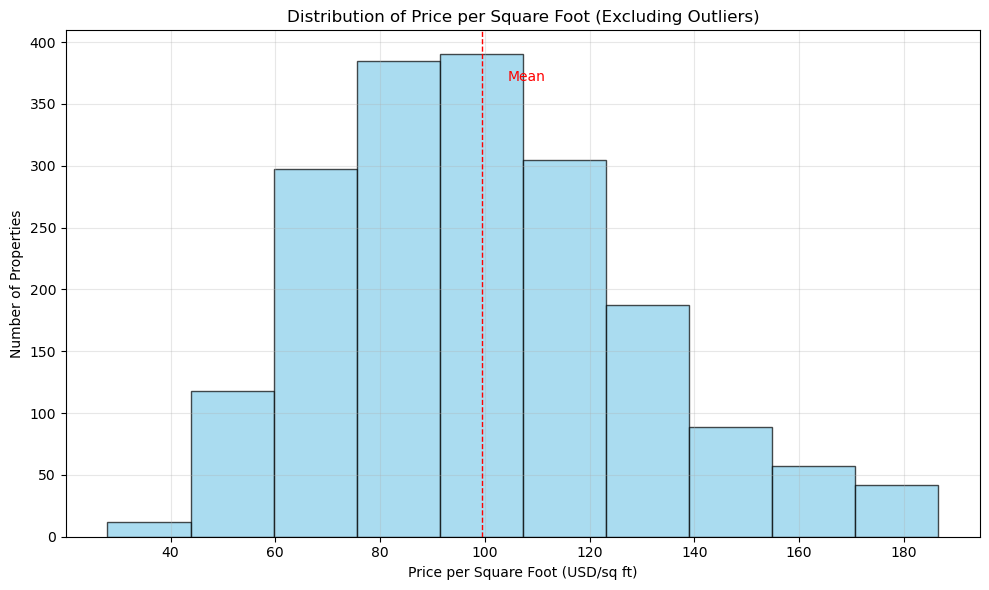 Distribution of Price per Square Foot (Excluding Outliers)
Number of Properties
400
350
300
250
200
150
100
50
0
Mean
40 60 80 100 120 140 160 180
Price per Square Foot (USD/sq ft)